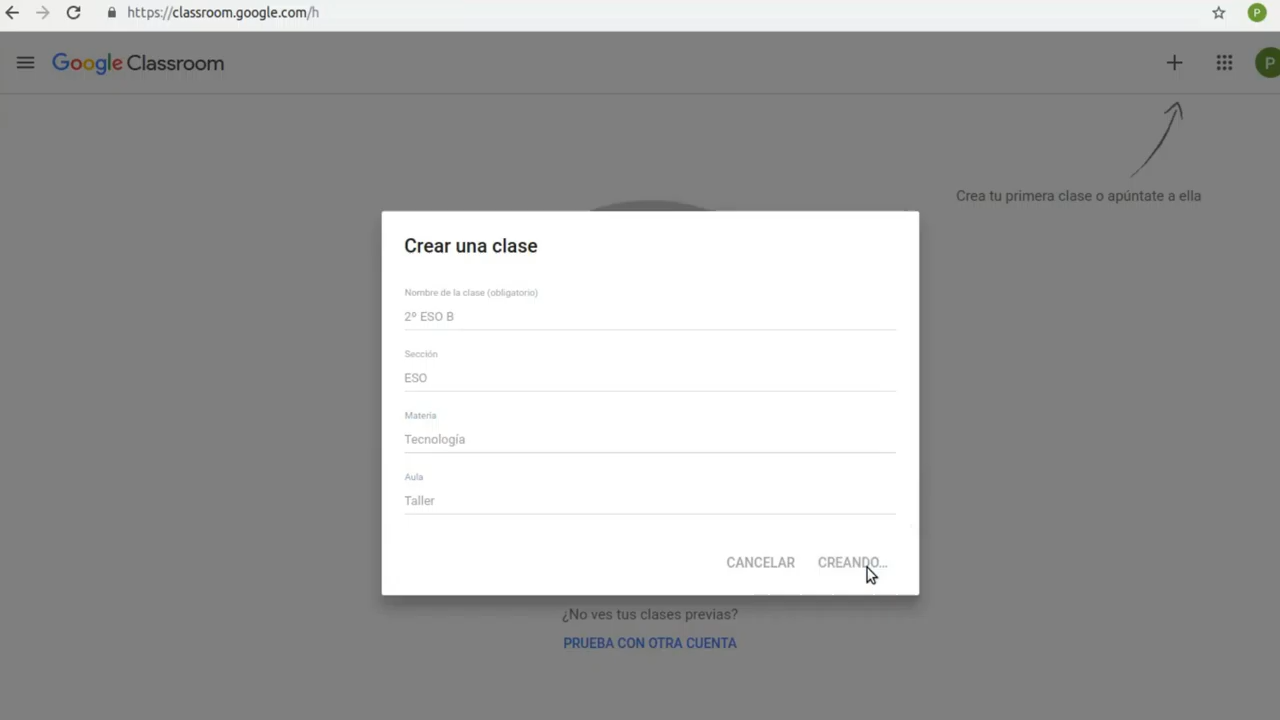 https://classroom.google.com/h
P
Google Classroom
P
Crea tu primera clase o apúntate a ella
Crear una clase
Nombre de la clase (obligatorio)
2º ESO B
Sección
ESO
Materia
Tecnología
Aula
Taller
CANCELAR CREANDO...
¿No ves tus clases previas?
PRUEBA CON OTRA CUENTA